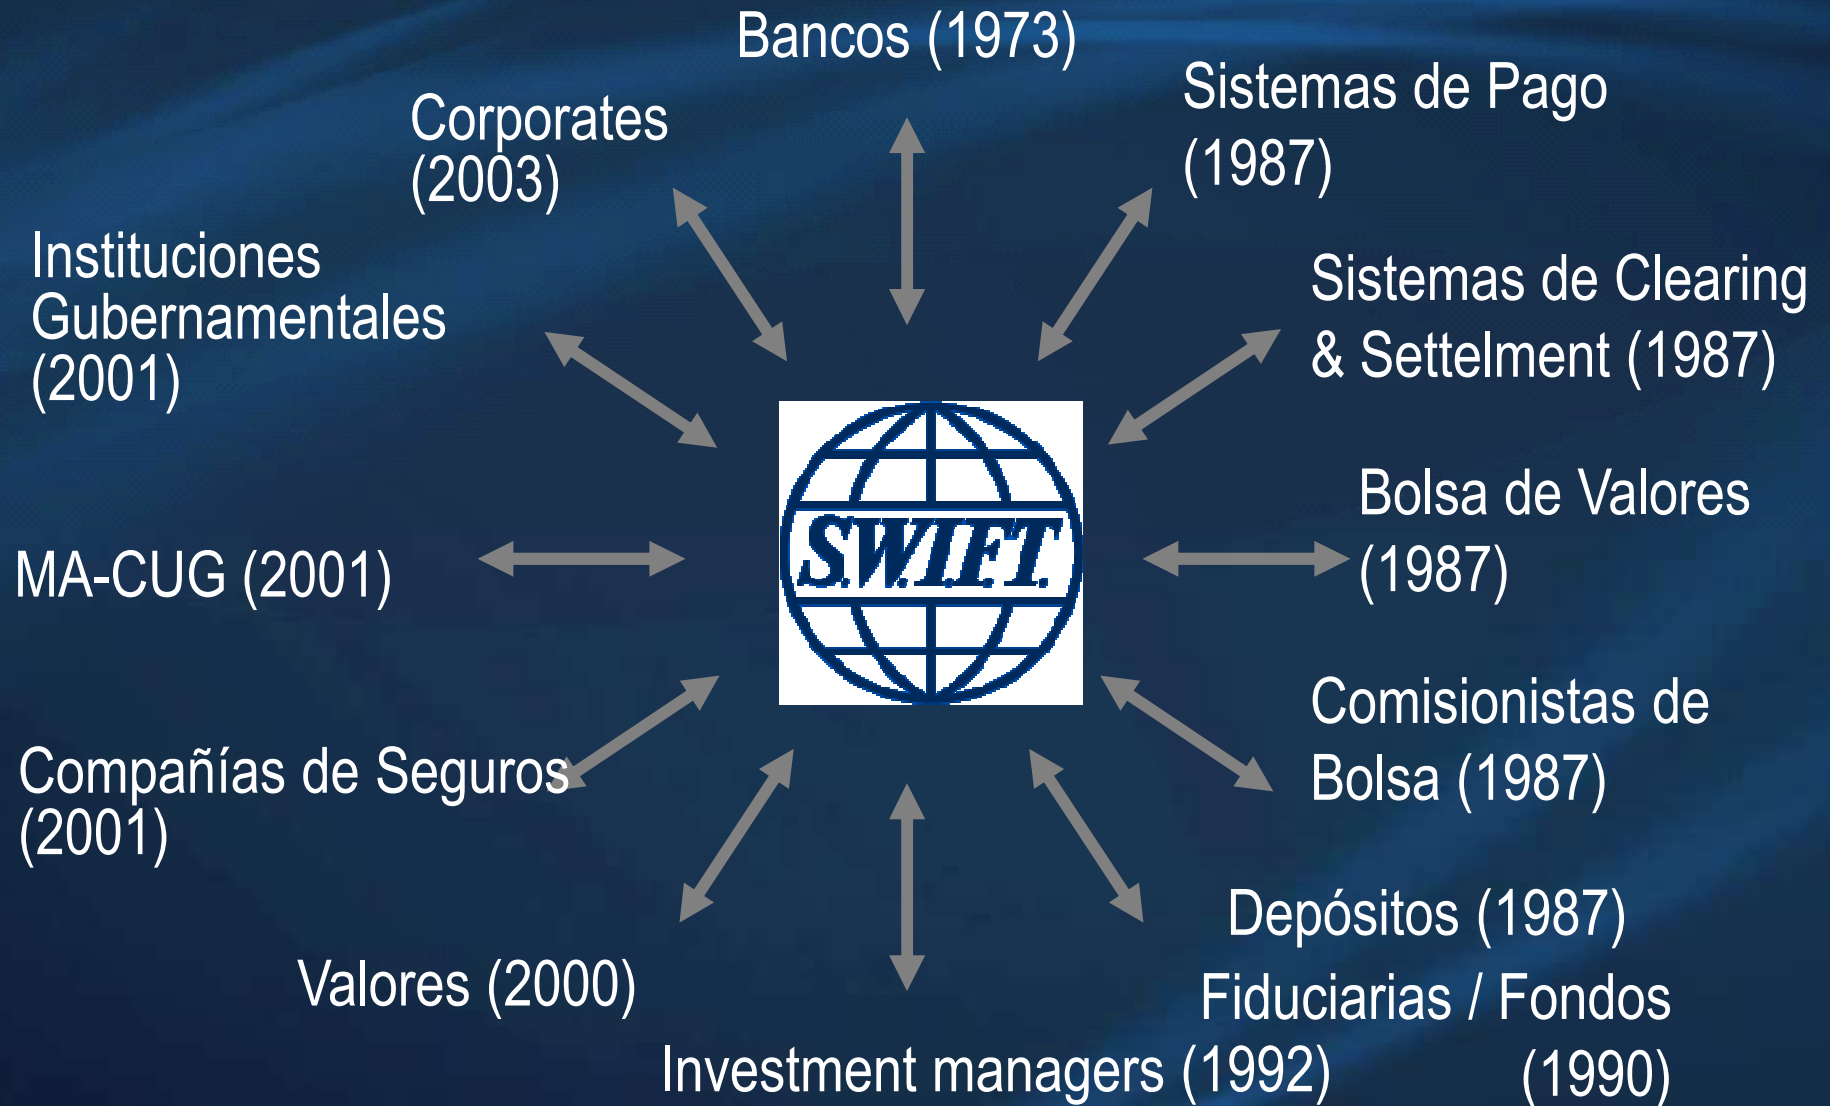 Bancos (1973)
Sistemas de Pago
(1987)
Corporates
(2003)
Instituciones
Gubernamentales
(2001)
Sistemas de Clearing
& Settelment (1987)
S.W.I.F.T.
Bolsa de Valores
(1987)
MA-CUG (2001)
Comisionistas de
Bolsa (1987)
Compañías de Seguros
(2001)
Depósitos (1987)
Valores (2000)
Fiduciarias / Fondos
(1990)
Investment managers (1992)